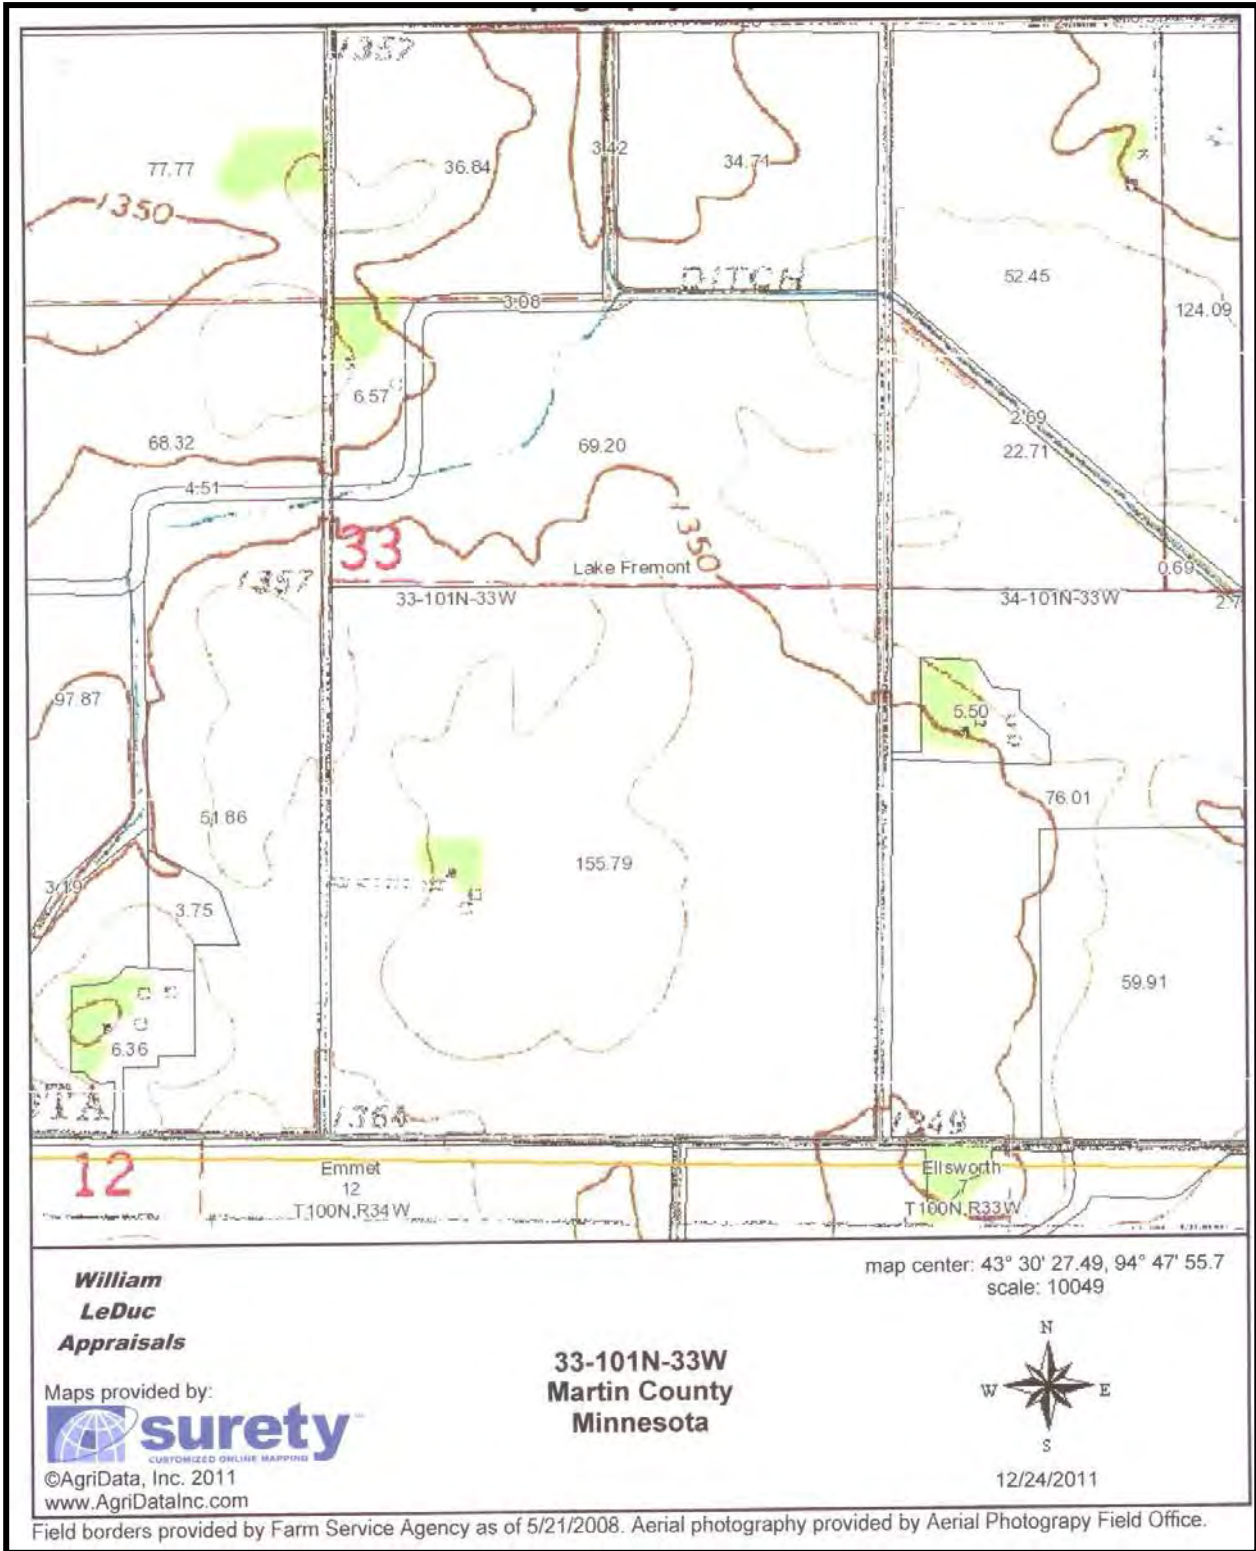 1357
77.77
36.84
3.42
34.71
1350
DITCH
52.45
3.08
124.09
6.57
2.69
68.32
69.20
22.71
4.51
1350
33
Lake Fremont
0.69
33-101N-33W
34-101N-33W
97.87
5.50
76.01
51.86
155.79
3.19
3.75
59.91
6.36
1364
1349
12
Emmet
12
T100N,R34W
Ellsworth
7
T100N,R33W
map center: 43° 30' 27.49, 94° 47' 55.7
scale: 10049
William
LeDuc
Appraisals
N
W E
S
33-101N-33W
Martin County
Minnesota
Maps provided by:
surety
CUSTOMIZED ONLINE MAPPING
©AgriData, Inc. 2011
www.AgriDataInc.com
12/24/2011
Field borders provided by Farm Service Agency as of 5/21/2008. Aerial photography provided by Aerial Photograpy Field Office.